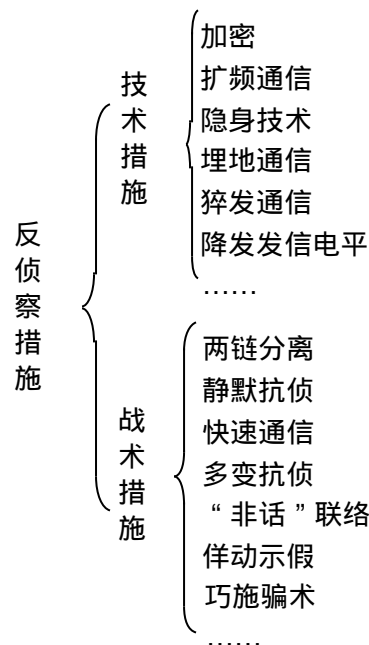 反侦察措施
技术措施
加密
扩频通信
隐身技术
埋地通信
猝发通信
降发发信电平
……
战术措施
两链分离
静默抗侦
快速通信
多变抗侦
“非话”联络
佯动示假
巧施骗术
……